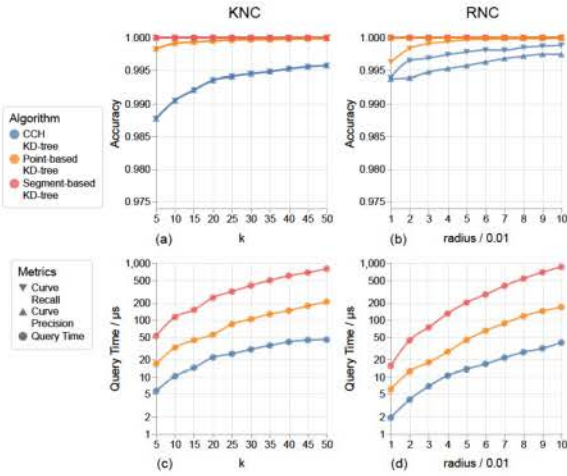 KNC
RNC
Algorithm
CCH
KD-tree
Point-based
KD-tree
Segment-based
KD-tree
Accuracy
1.000
0.995
0.990
0.985
0.980
0.975
5 10 15 20 25 30 35 40 45 50
(a)
k
Accuracy
1.000
0.995
0.990
0.985
0.980
0.975
1 2 3 4 5 6 7 8 9 10
(b)
radius / 0.01
Metrics
Curve
Recall
Curve
Precision
Query Time
Query Time / µs
1,000
500
200
100
50
20
10
5
2
1
5 10 15 20 25 30 35 40 45 50
(c)
k
Query Time / µs
1,000
500
200
100
50
20
10
5
2
1
1 2 3 4 5 6 7 8 9 10
(d)
radius / 0.01